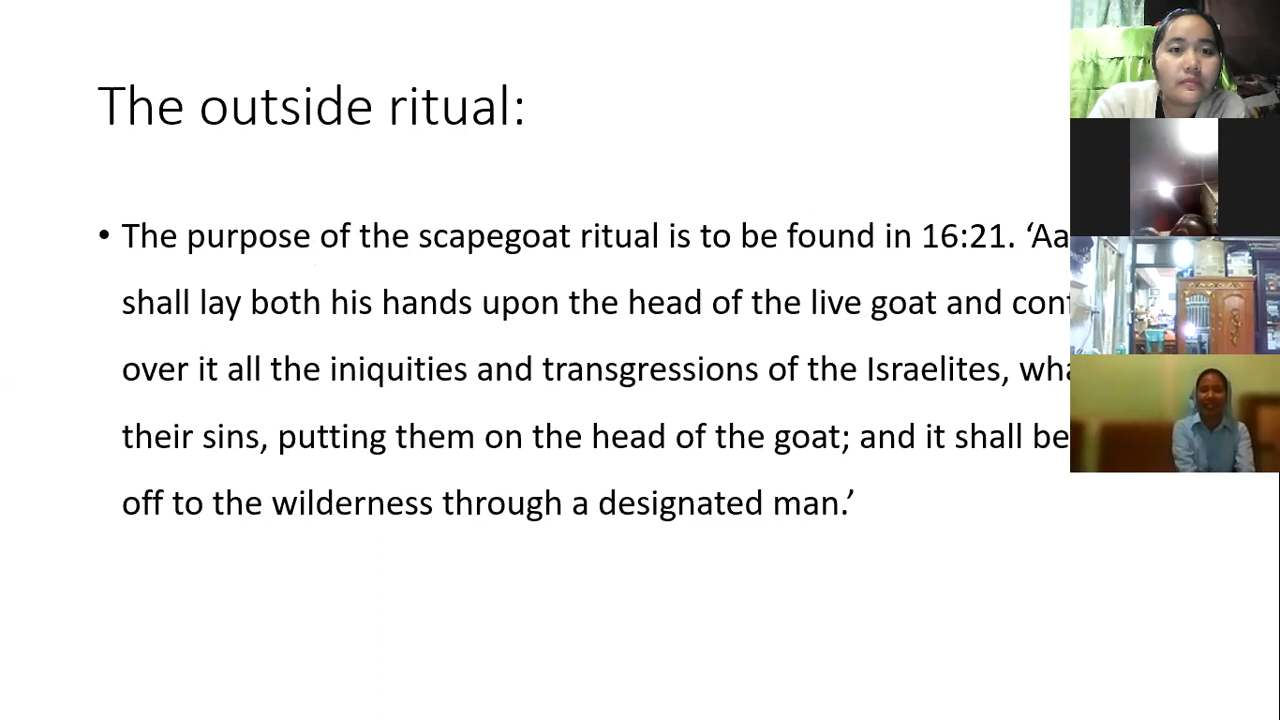 The outside ritual:
• The purpose of the scapegoat ritual is to be found in 16:21. ‘Aa
shall lay both his hands upon the head of the live goat and con
over it all the iniquities and transgressions of the Israelites,
their sins, putting them on the head of the goat; and it shall be
off to the wilderness through a designated man.’